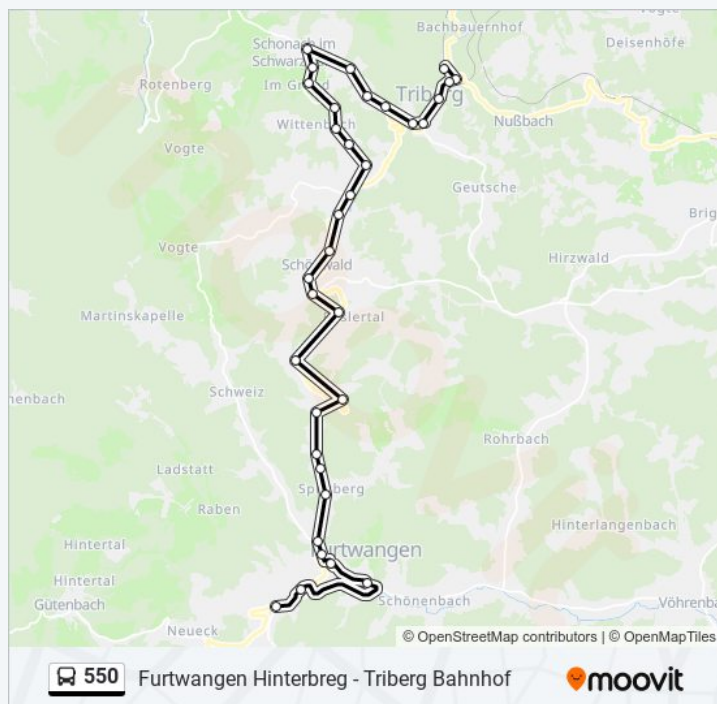 Vogte
Bachbauernhof
Schonach im
Schwarz
Deisenhöfe
Rotenberg
Im Grund
Triberg
Wittenbach
Nußbach
Vogte
Geutsche
Brig
Vogte
Hirzwald
Schönwald
Martinskapelle
slertal
enbach
Schweiz
Rohrbach
Ladstatt
Raben
Hinterlangenbach
Hintertal
Furtwangen
Hintertal
Gütenbach
Schönenbach
Vöhrenba
Neueck
© OpenStreetMap contributors | © OpenMapTiles
550 Furtwangen Hinterbreg - Triberg Bahnhof moovit